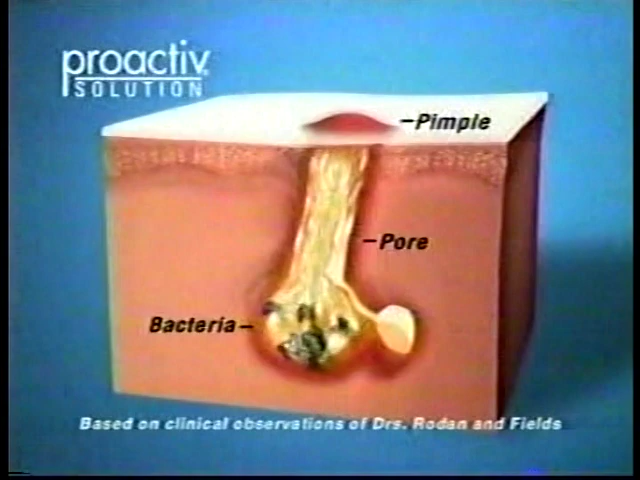 proactiv
SOLUTION
Pimple
Pore
Bacteria
Based on clinical observations of Drs. Rodan and Fields